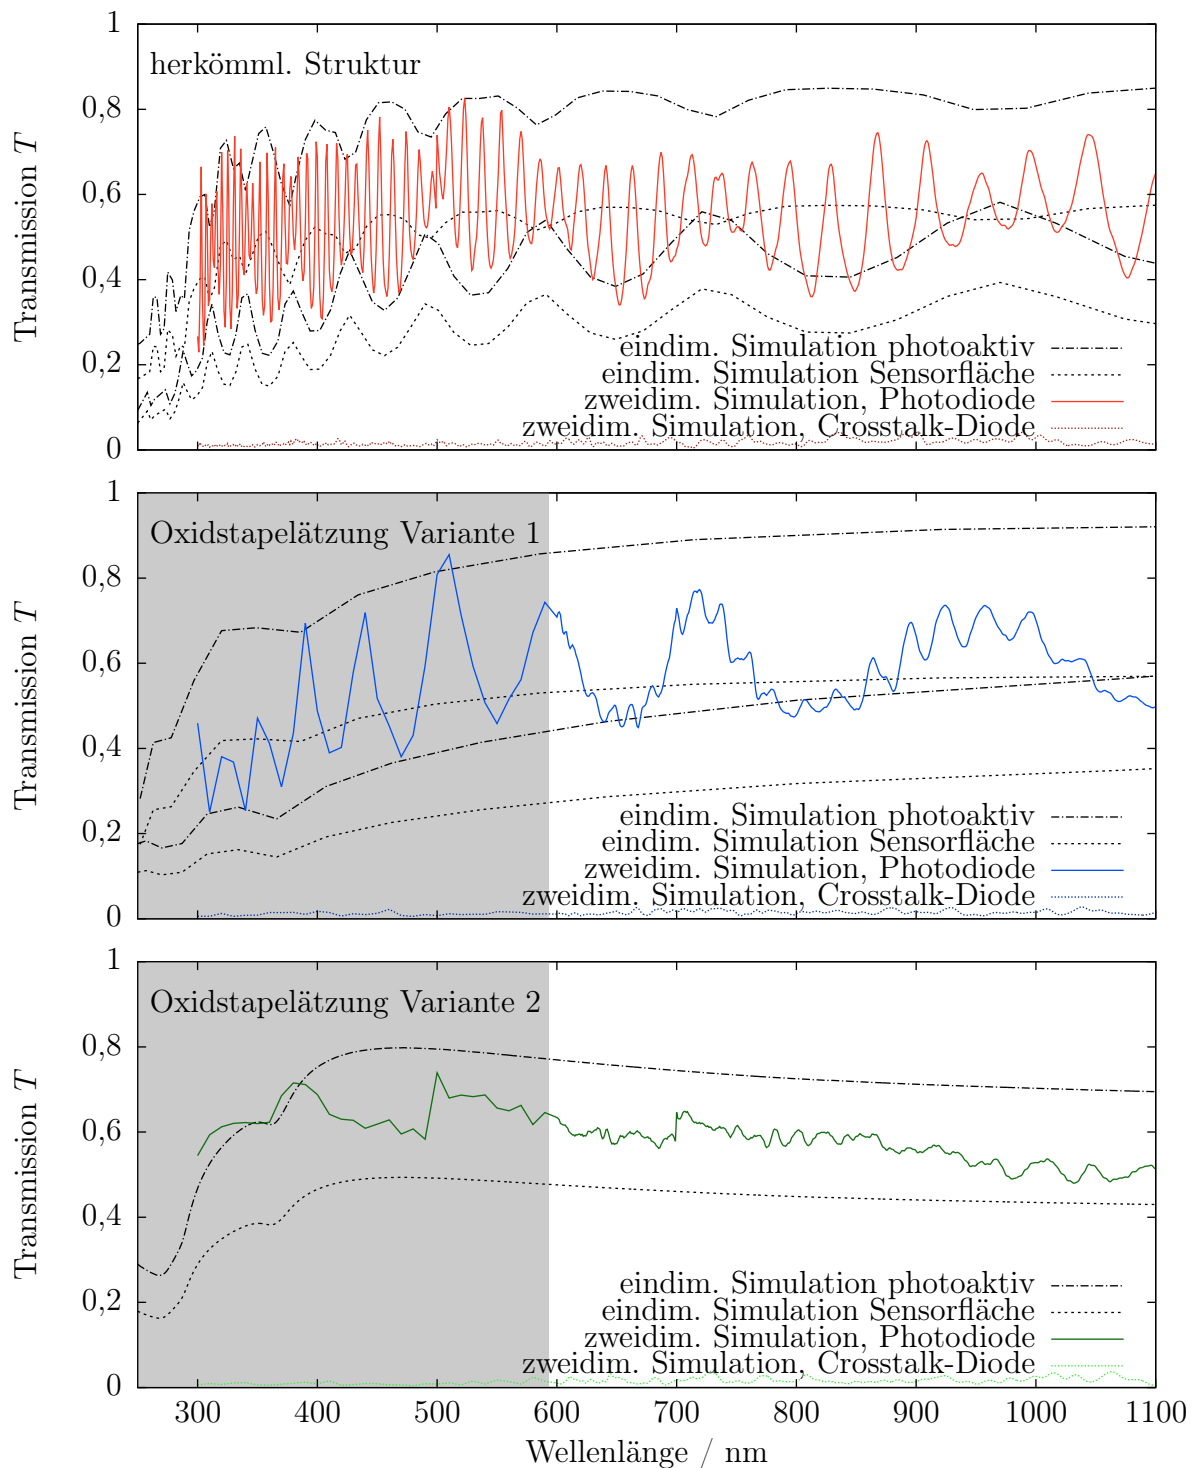 1
herkömml. Struktur
0,8
Transmission T
0,6
0,4
eindim. Simulation photoaktiv
0,2
eindim. Simulation Sensorfläche
zweidim. Simulation, Photodiode
zweidim. Simulation, Crosstalk-Diode
0
1
Oxidstapelätzung Variante 1
0,8
Transmission T
0,6
0,4
0,2
eindim. Simulation photoaktiv
eindim. Simulation Sensorfläche
zweidim. Simulation, Photodiode
zweidim. Simulation, Crosstalk-Diode
0
1
Oxidstapelätzung Variante 2
0,8
Transmission T
0,6
0,4
0,2
eindim. Simulation photoaktiv
eindim. Simulation Sensorfläche
zweidim. Simulation, Photodiode
zweidim. Simulation, Crosstalk-Diode
0
300 400 500 600 700 800 900 1000 1100
Wellenlänge / nm